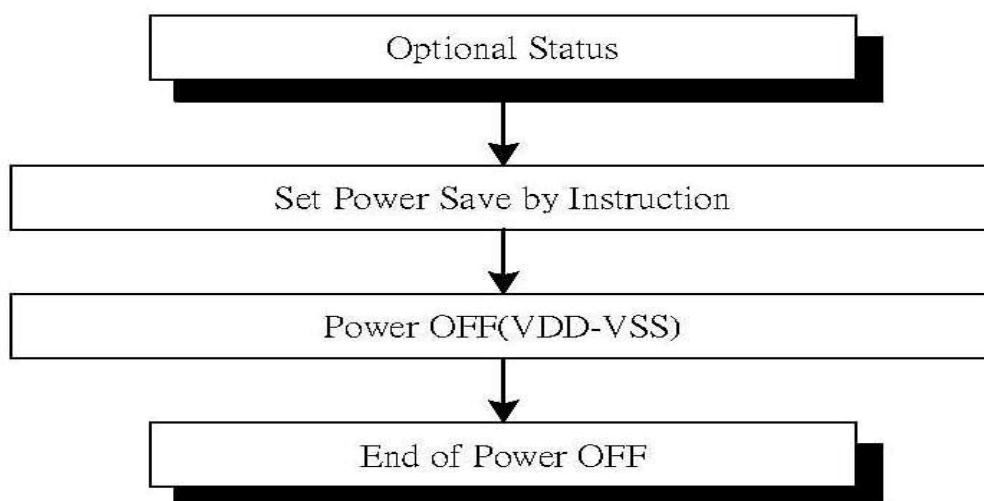 Optional Status
Set Power Save by Instruction
Power OFF(VDD-VSS)
End of Power OFF